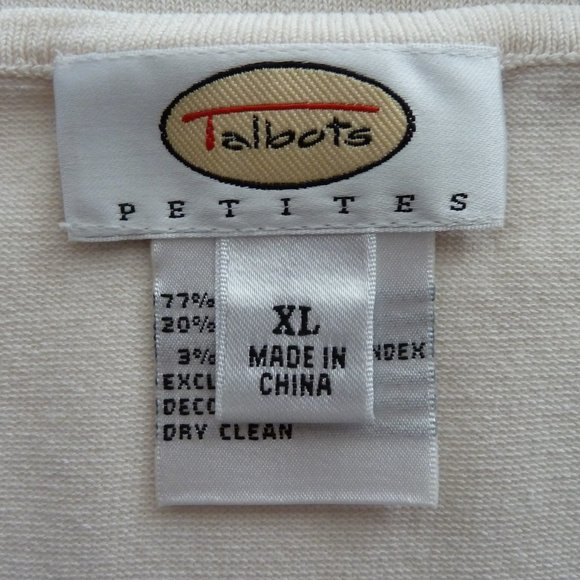 Talbots
PETITES
XL
MADE IN
CHINA
77%
20%
3% NDEX
EXCL
DECO
DRY CLEAN